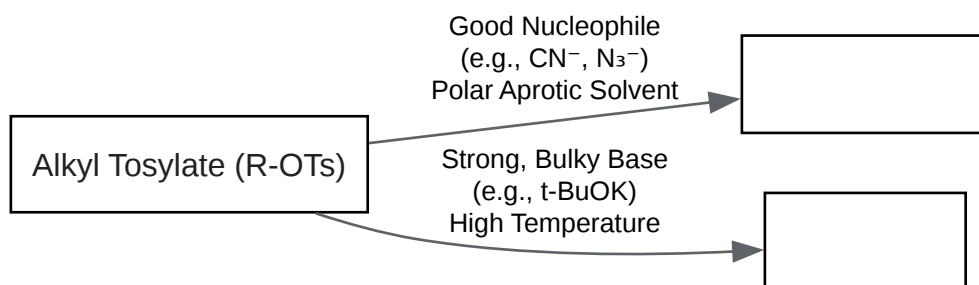 Good Nucleophile
(e.g., CN⁻, N₃⁻)
Polar Aprotic Solvent
Alkyl Tosylate (R-OTs)
Strong, Bulky Base
(e.g., t-BuOK)
High Temperature